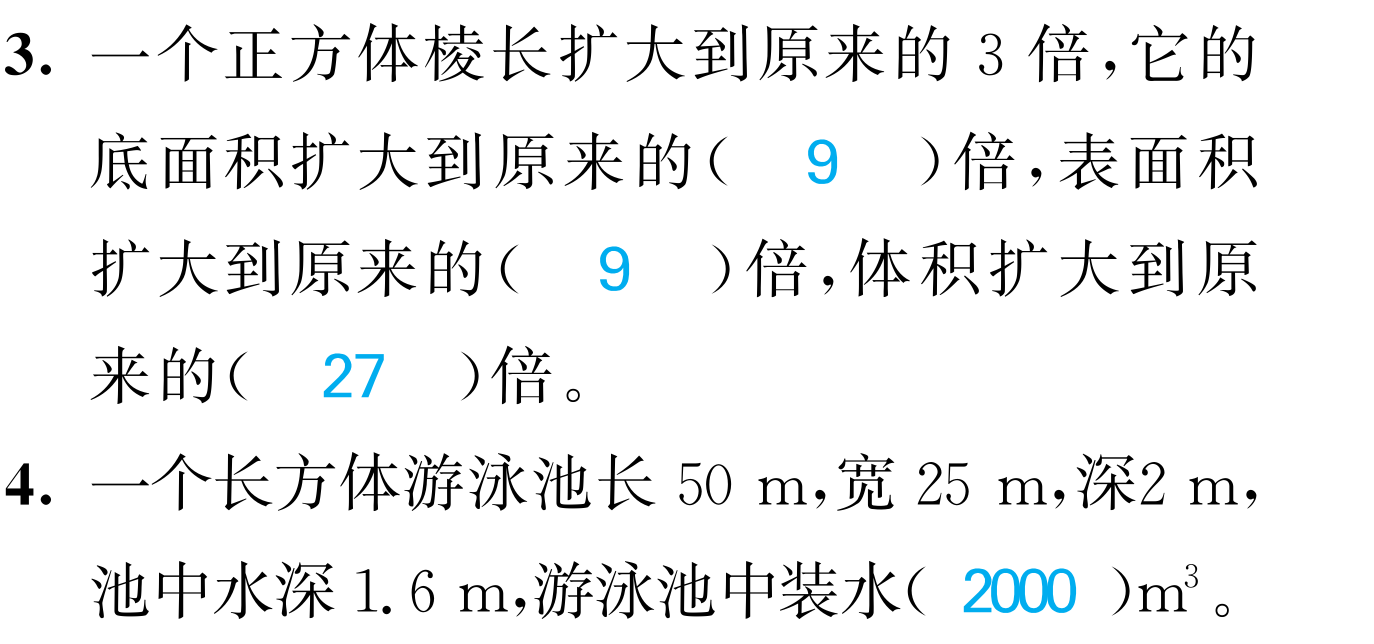 3. 一个正方体棱长扩大到原来的 3 倍,它的
底面积扩大到原来的( 9 )倍,表面积
扩大到原来的( 9 )倍,体积扩大到原
来的( 27 )倍。
4. 一个长方体游泳池长 50 m,宽 25 m,深2 m,
池中水深 1.6 m,游泳池中装水( 2000 )m³。